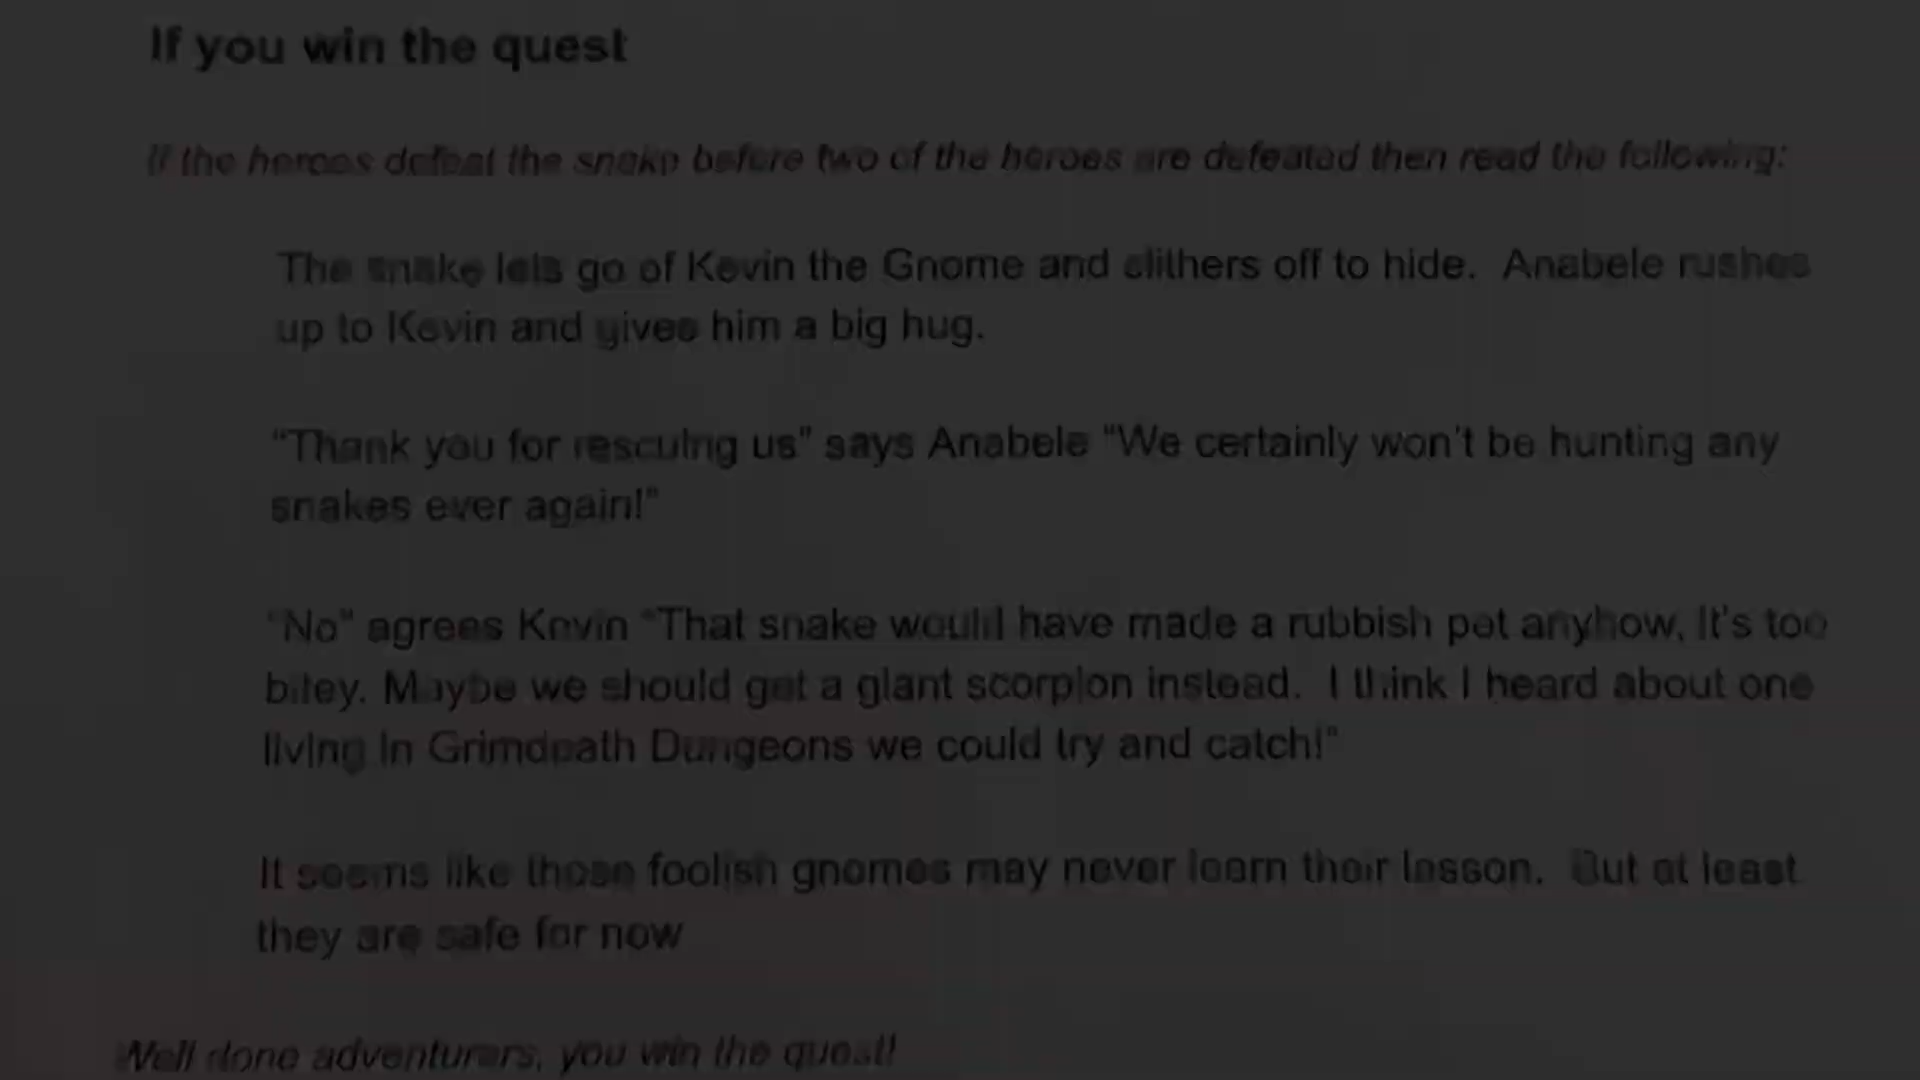 If you win the quest
If the heroes defeat the snake before two of the heroes are defeated then read the following:
The snake lets go of Kevin the Gnome and slithers off to hide. Anabele rushes
up to Kevin and gives him a big hug.
"Thank you for rescuing us" says Anabele "We certainly won't be hunting any
snakes ever again!"
"No" agrees Kevin "That snake would have made a rubbish pet anyhow, It's too
bitey. Maybe we should get a giant scorpion instead. I think I heard about one
living in Grimdeath Dungeons we could try and catch!"
It seems like those foolish gnomes may never learn their lesson. But at least
they are safe for now
Well done adventurers, you win the quest!